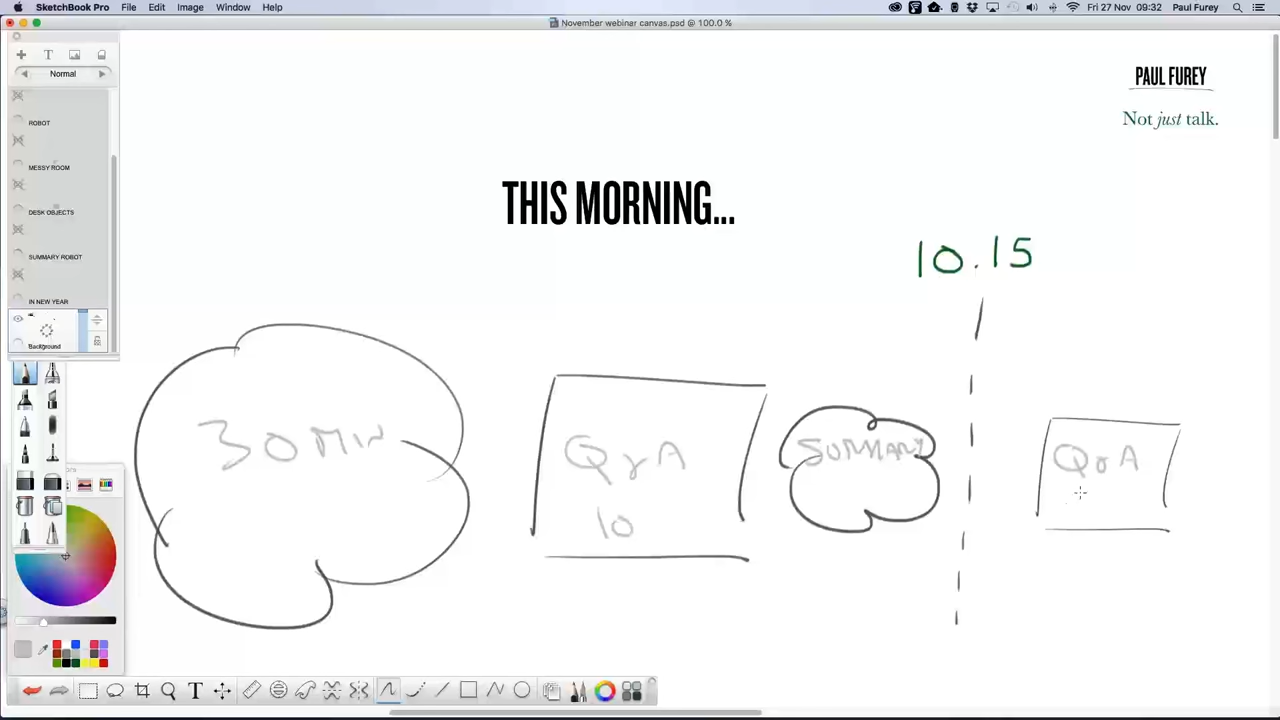 SketchBook Pro File Edit Image Window Help
Fri 27 Nov 09:32 Paul Furey
November webinar canvas.psd @ 100.0 %
T
Normal
ROBOT
MESSY ROOM
DESK OBJECTS
SUMMARY ROBOT
IN NEW YEAR
Background
PAUL FUREY
Not just talk.
THIS MORNING...
10.15
30 MIN
Q&A
10
SUMMARY
Q&A
T